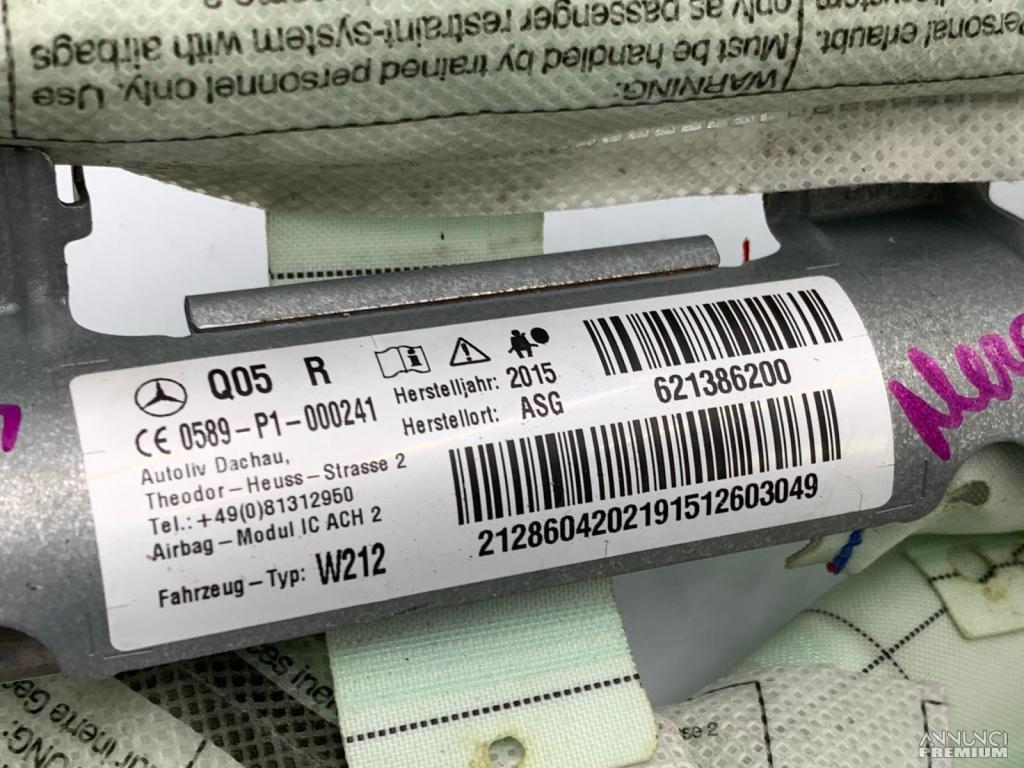 only as passenger restraint-system with airbags
Must be handled by trained personnel only. Use
WARNING:
Personal erlaubt.
Q05 R
CE 0589-P1-000241
Autoliv Dachau,
Theodor-Heuss-Strasse 2
Tel.: +49(0)81312950
Airbag-Modul IC ACH 2
Fahrzeug-Typ: W212
Herstelljahr: 2015
Herstellort: ASG
621386200
2128604202191512603049
ANNUNCI
PREMIUM